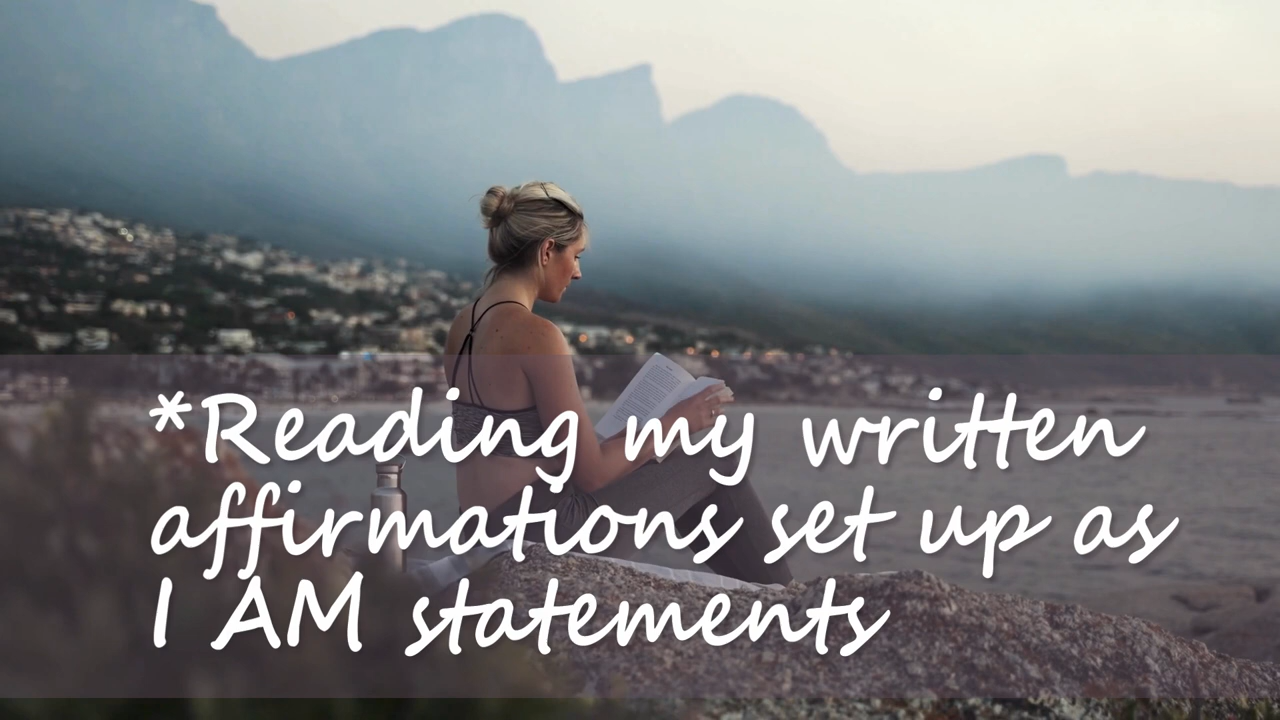 *Reading my written
affirmations set up as
I AM statements